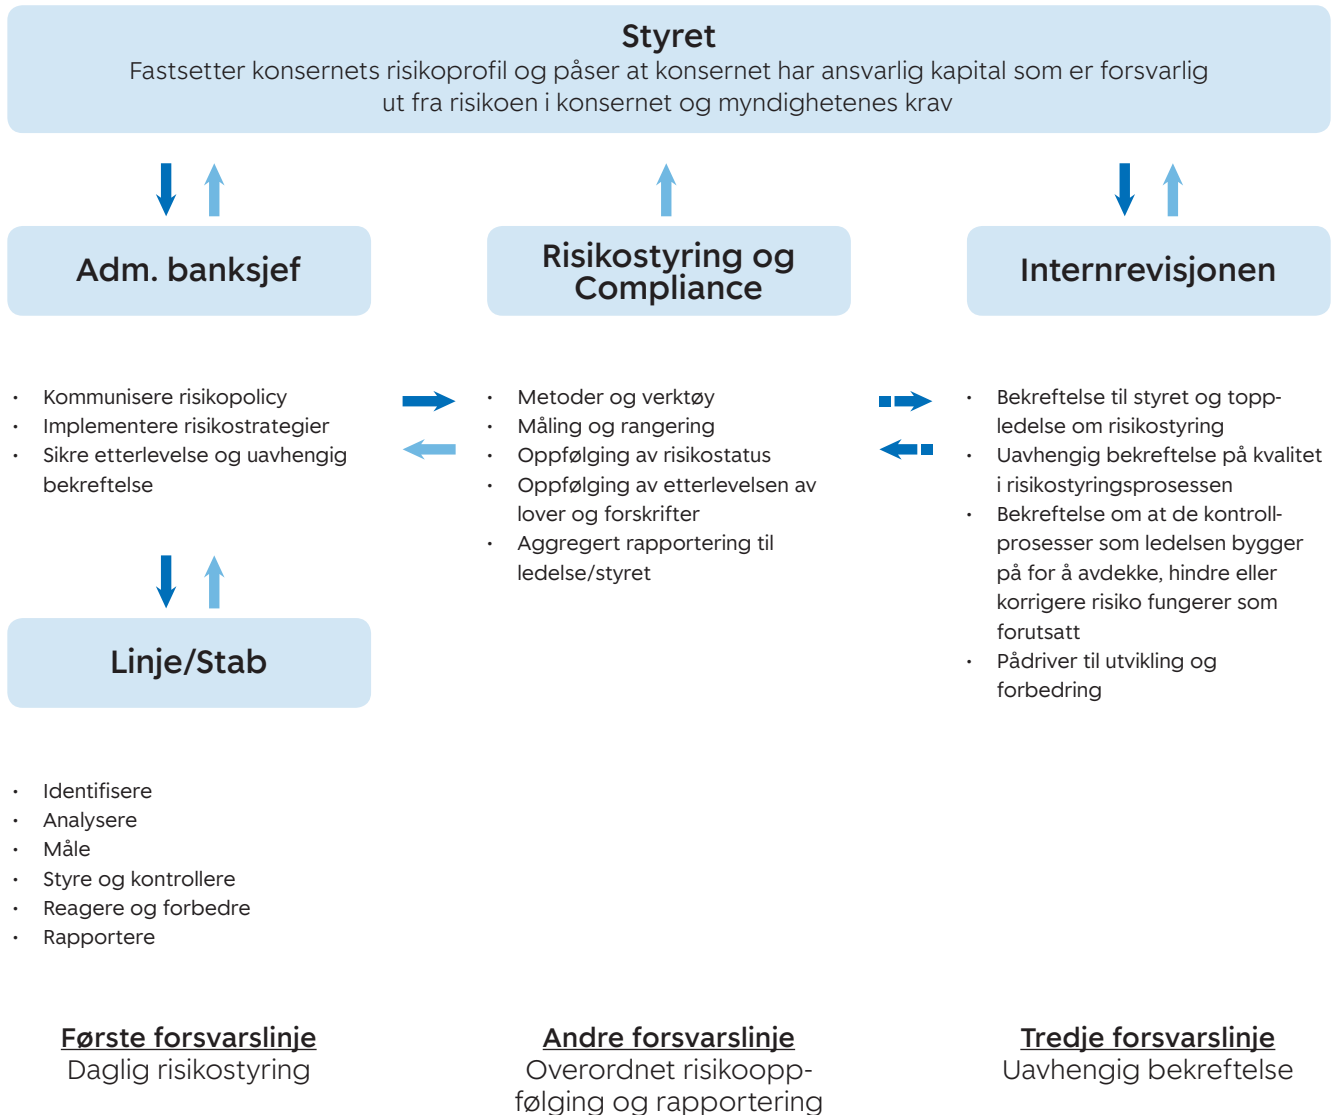 Styret
Fastsetter konsernets risikoprofil og påser at konsernet har ansvarlig kapital som er forsvarlig
ut fra risikoen i konsernet og myndighetenes krav
Adm. banksjef
Risikostyring og
Compliance
Internrevisjonen
• Kommunisere risikopolicy
• Implementere risikostrategier
• Sikre etterlevelse og uavhengig
bekreftelse
• Metoder og verktøy
• Måling og rangering
• Oppfølging av risikostatus
• Oppfølging av etterlevelsen av
lover og forskrifter
• Aggregert rapportering til
ledelse/styret
• Bekreftelse til styret og topp-
ledelse om risikostyring
• Uavhengig bekreftelse på kvalitet
i risikostyringsprosessen
• Bekreftelse om at de kontroll-
prosesser som ledelsen bygger
på for å avdekke, hindre eller
korrigere risiko fungerer som
forutsatt
• Pådriver til utvikling og
forbedring
Linje/Stab
• Identifisere
• Analysere
• Måle
• Styre og kontrollere
• Reagere og forbedre
• Rapportere
Første forsvarslinje
Daglig risikostyring
Andre forsvarslinje
Overordnet risikoopp-
følging og rapportering
Tredje forsvarslinje
Uavhengig bekreftelse